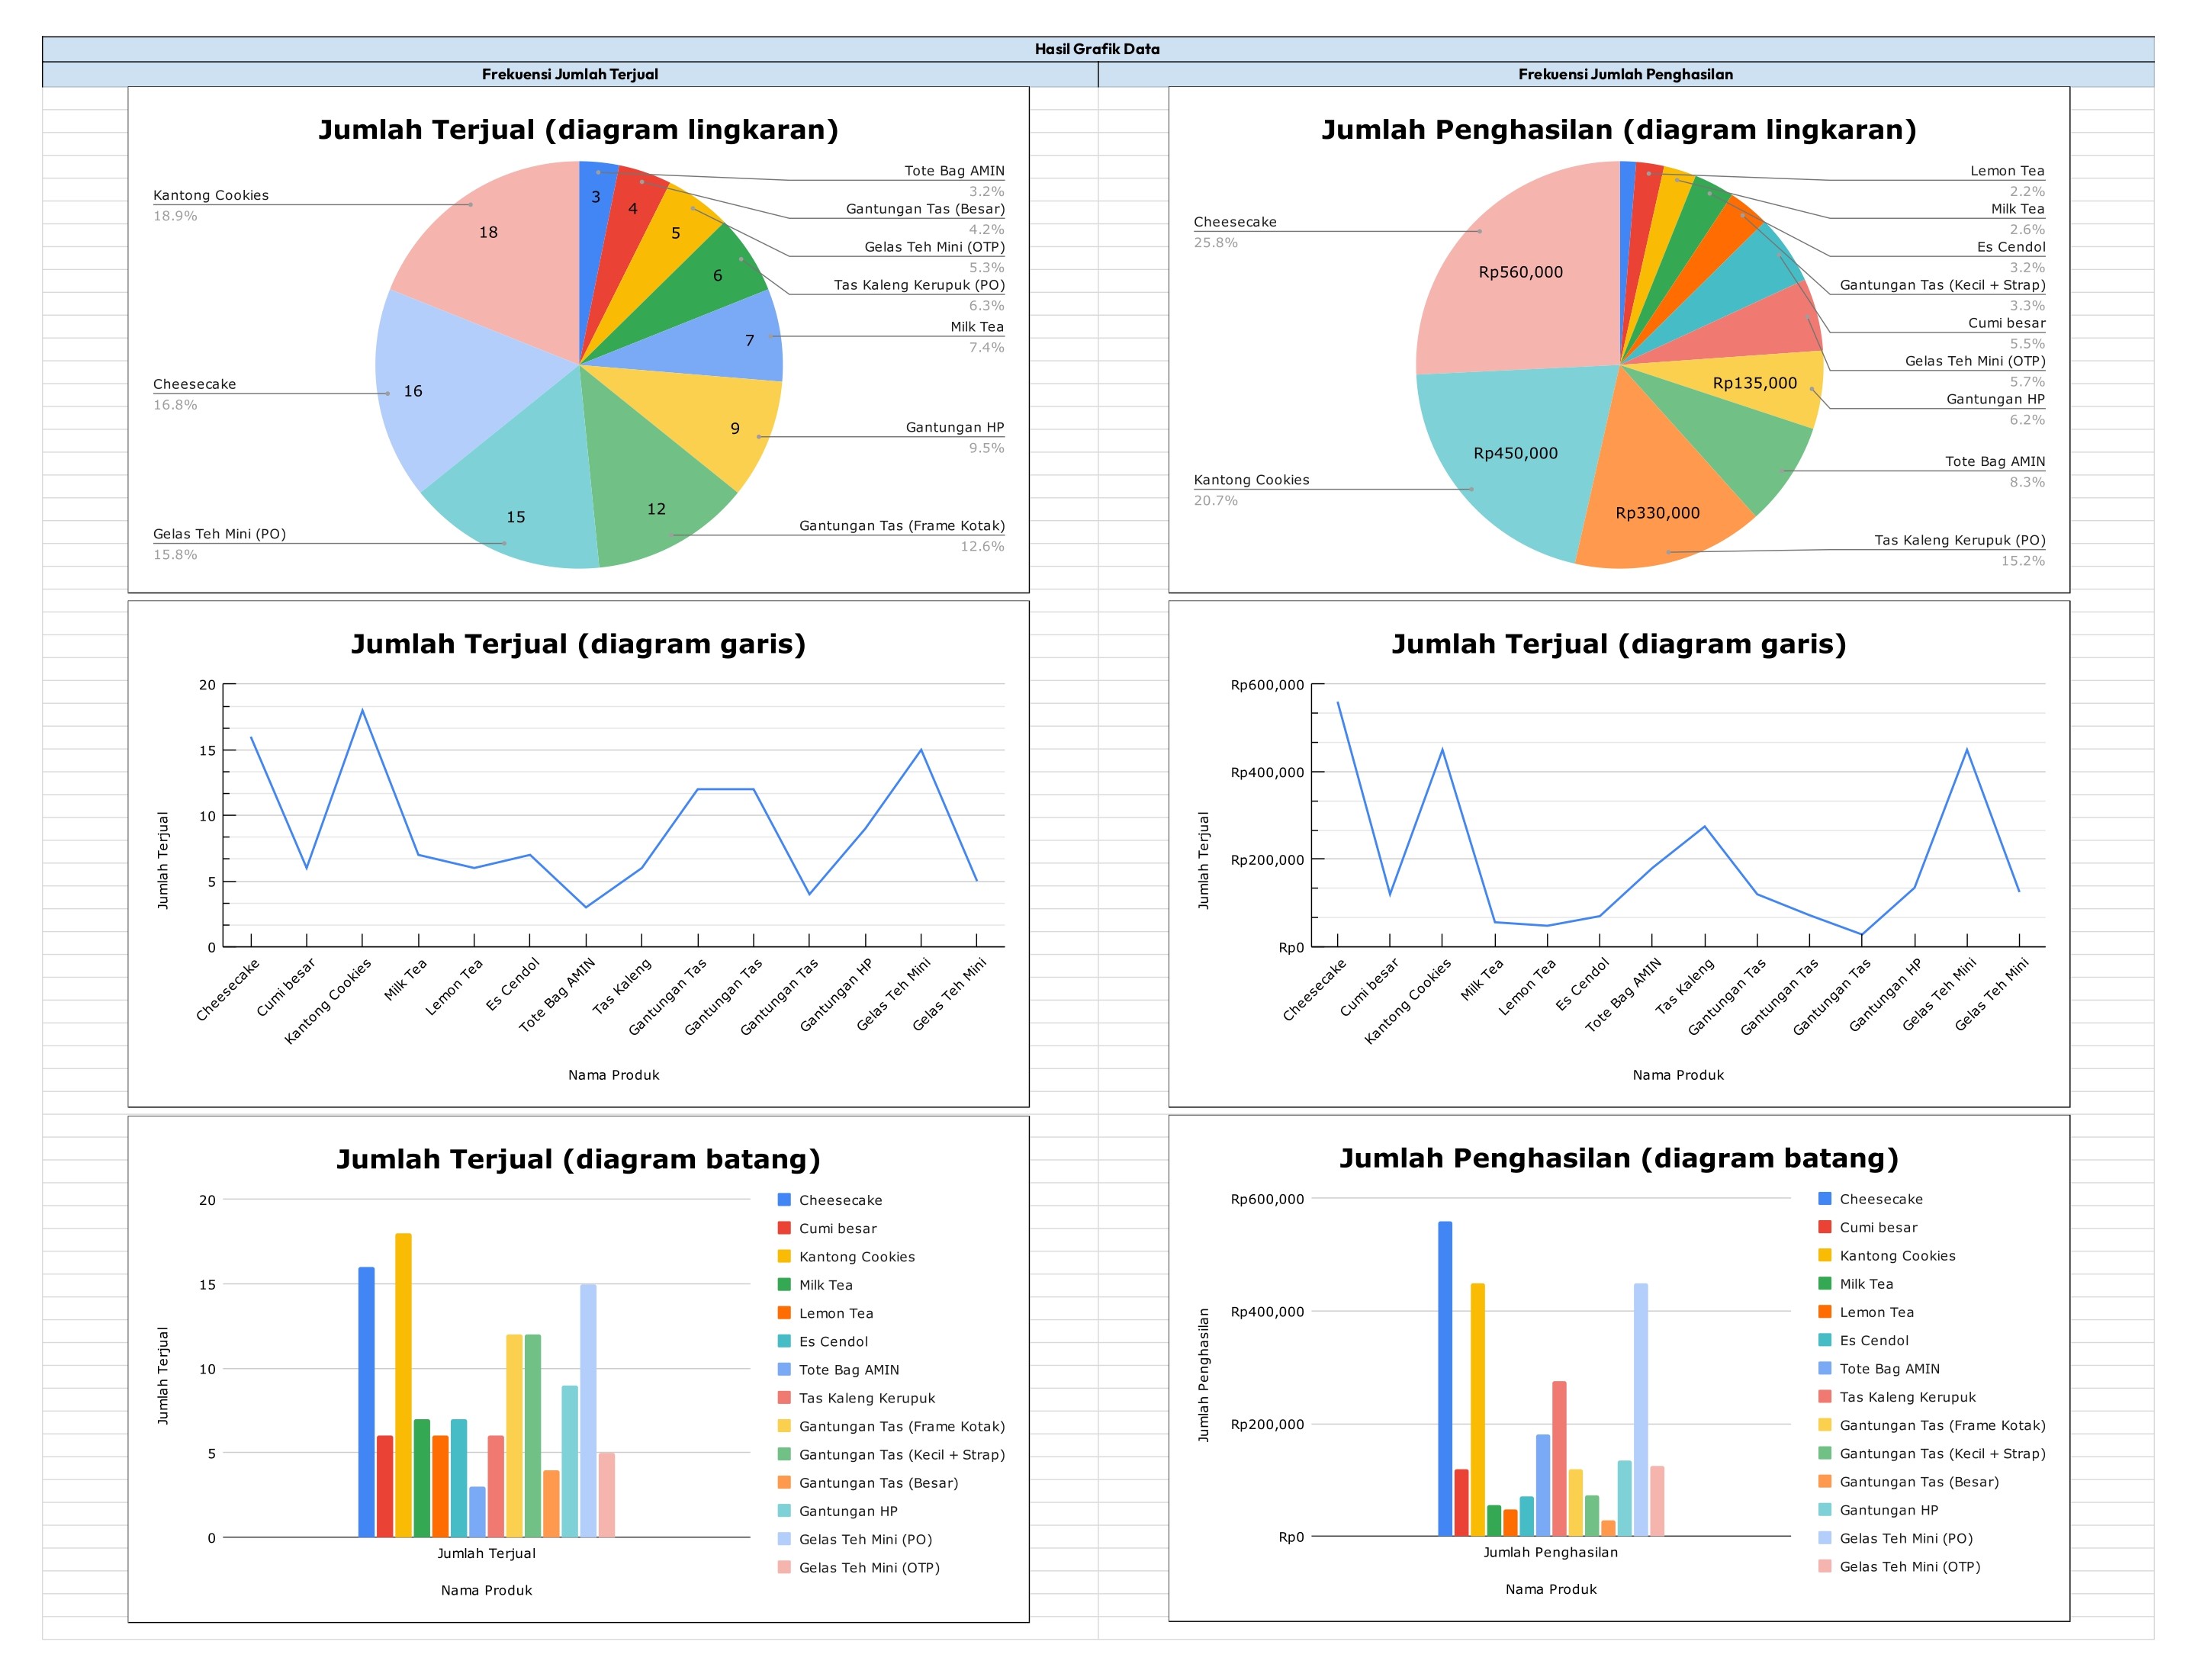 Hasil Grafik Data
Frekuensi Jumlah Terjual
Frekuensi Jumlah Penghasilan
Jumlah Terjual (diagram lingkaran)
Kantong Cookies
18.9%
Cheesecake
16.8%
Gelas Teh Mini (PO)
15.8%
3
4
5
6
7
9
12
15
16
18
Tote Bag AMIN
3.2%
Gantungan Tas (Besar)
4.2%
Gelas Teh Mini (OTP)
5.3%
Tas Kaleng Kerupuk (PO)
6.3%
Milk Tea
7.4%
Gantungan HP
9.5%
Gantungan Tas (Frame Kotak)
12.6%
Jumlah Penghasilan (diagram lingkaran)
Cheesecake
25.8%
Kantong Cookies
20.7%
Rp560,000
Rp135,000
Rp450,000
Rp330,000
Lemon Tea
2.2%
Milk Tea
2.6%
Es Cendol
3.2%
Gantungan Tas (Kecil + Strap)
3.3%
Cumi besar
5.5%
Gelas Teh Mini (OTP)
5.7%
Gantungan HP
6.2%
Tote Bag AMIN
8.3%
Tas Kaleng Kerupuk (PO)
15.2%
Jumlah Terjual (diagram garis)
Jumlah Terjual
20
15
10
5
0
Cheesecake
Cumi besar
Kantong Cookies
Milk Tea
Lemon Tea
Es Cendol
Tote Bag AMIN
Tas Kaleng
Gantungan Tas
Gantungan Tas
Gantungan Tas
Gantungan HP
Gelas Teh Mini
Gelas Teh Mini
Nama Produk
Jumlah Terjual (diagram garis)
Jumlah Terjual
Rp600,000
Rp400,000
Rp200,000
Rp0
Cheesecake
Cumi besar
Kantong Cookies
Milk Tea
Lemon Tea
Es Cendol
Tote Bag AMIN
Tas Kaleng
Gantungan Tas
Gantungan Tas
Gantungan Tas
Gantungan HP
Gelas Teh Mini
Gelas Teh Mini
Nama Produk
Jumlah Terjual (diagram batang)
Jumlah Terjual
20
15
10
5
0
Jumlah Terjual
Nama Produk
Cheesecake
Cumi besar
Kantong Cookies
Milk Tea
Lemon Tea
Es Cendol
Tote Bag AMIN
Tas Kaleng Kerupuk
Gantungan Tas (Frame Kotak)
Gantungan Tas (Kecil + Strap)
Gantungan Tas (Besar)
Gantungan HP
Gelas Teh Mini (PO)
Gelas Teh Mini (OTP)
Jumlah Penghasilan (diagram batang)
Jumlah Penghasilan
Rp600,000
Rp400,000
Rp200,000
Rp0
Jumlah Penghasilan
Nama Produk
Cheesecake
Cumi besar
Kantong Cookies
Milk Tea
Lemon Tea
Es Cendol
Tote Bag AMIN
Tas Kaleng Kerupuk
Gantungan Tas (Frame Kotak)
Gantungan Tas (Kecil + Strap)
Gantungan Tas (Besar)
Gantungan HP
Gelas Teh Mini (PO)
Gelas Teh Mini (OTP)